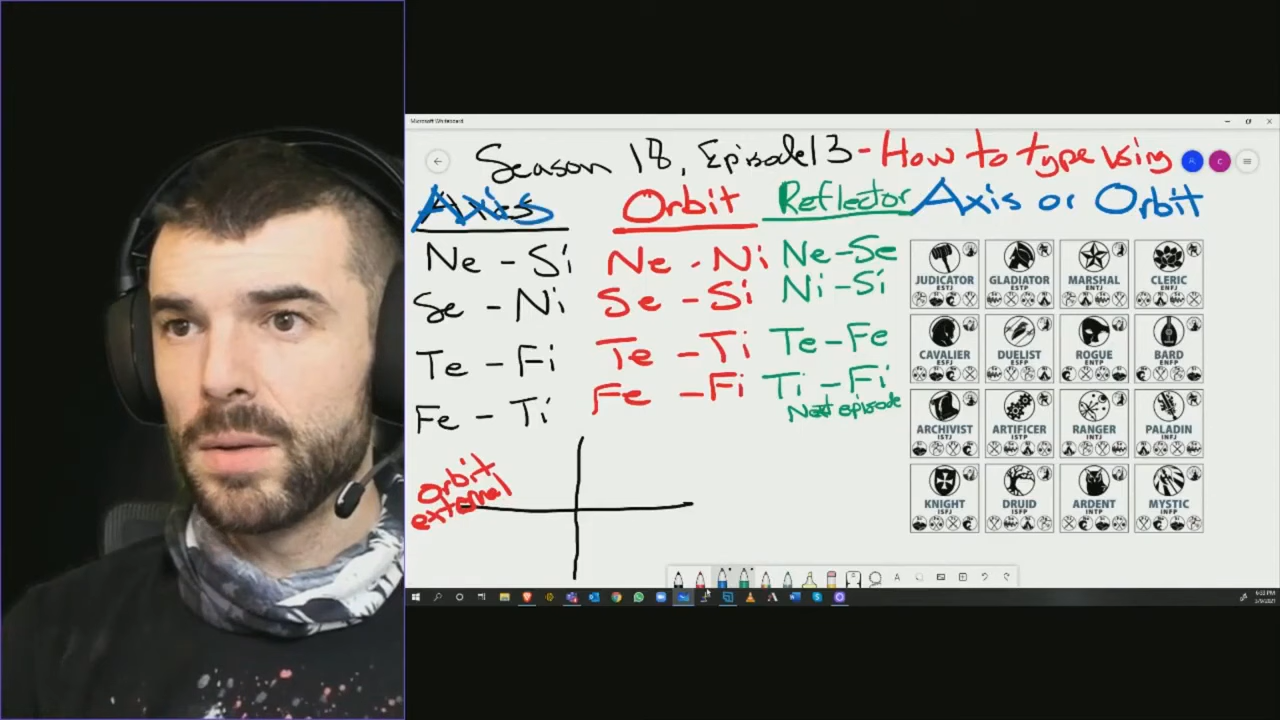 Microsoft Whiteboard
Season 18, Episode 13 - How to type using
Axis or Orbit
Axis
Ne - Si
Se - Ni
Te - Fi
Fe - Ti
Orbit
Ne - Ni
Se - Si
Te - Ti
Fe - Fi
Reflector
Ne - Se
Ni - Si
Te - Fe
Ti - Fi
Next episode
orbit
external
JUDICATOR
ESTJ
GLADIATOR
ESTP
MARSHAL
ENTJ
CLERIC
ENFJ
CAVALIER
ESFJ
DUELIST
ESFP
ROGUE
ENTP
BARD
ENFP
ARCHIVIST
ISTJ
ARTIFICER
ISTP
RANGER
INTJ
PALADIN
INFJ
KNIGHT
ISFJ
DRUID
ISFP
ARDENT
INTP
MYSTIC
INFP